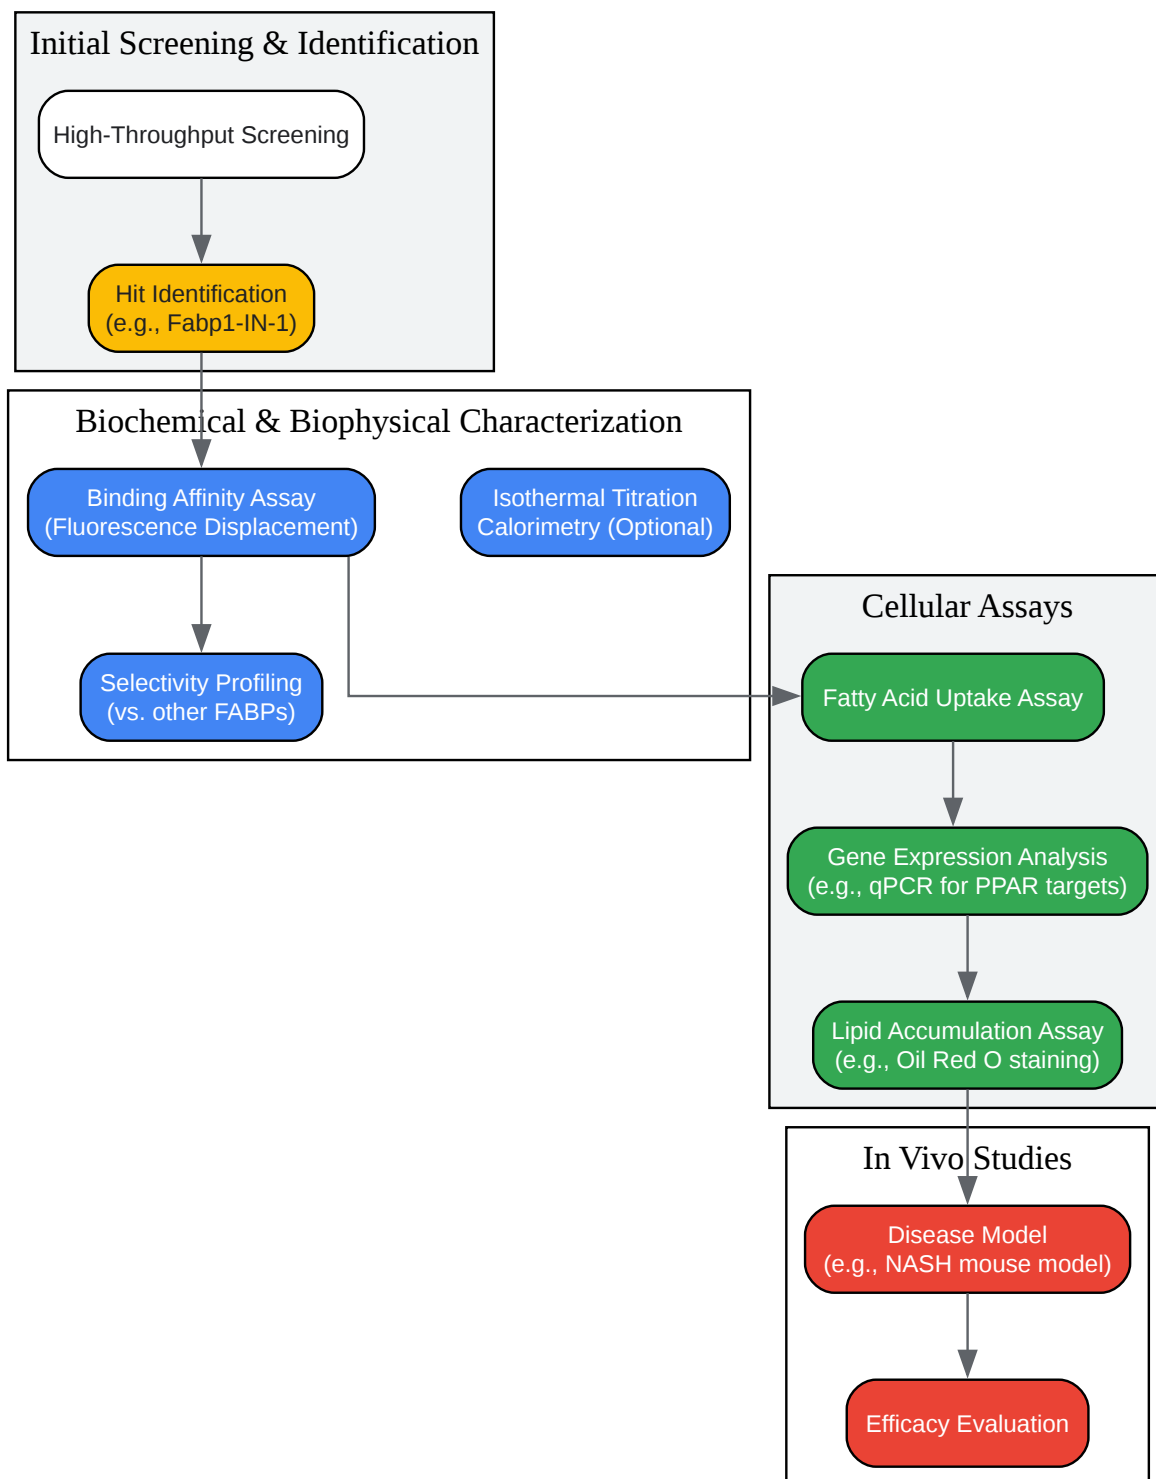 Initial Screening & Identification
High-Throughput Screening
Hit Identification
(e.g., Fabp1-IN-1)
Biochemical & Biophysical Characterization
Binding Affinity Assay
(Fluorescence Displacement)
Isothermal Titration
Calorimetry (Optional)
Selectivity Profiling
(vs. other FABPs)
Cellular Assays
Fatty Acid Uptake Assay
Gene Expression Analysis
(e.g., qPCR for PPAR targets)
Lipid Accumulation Assay
(e.g., Oil Red O staining)
In Vivo Studies
Disease Model
(e.g., NASH mouse model)
Efficacy Evaluation